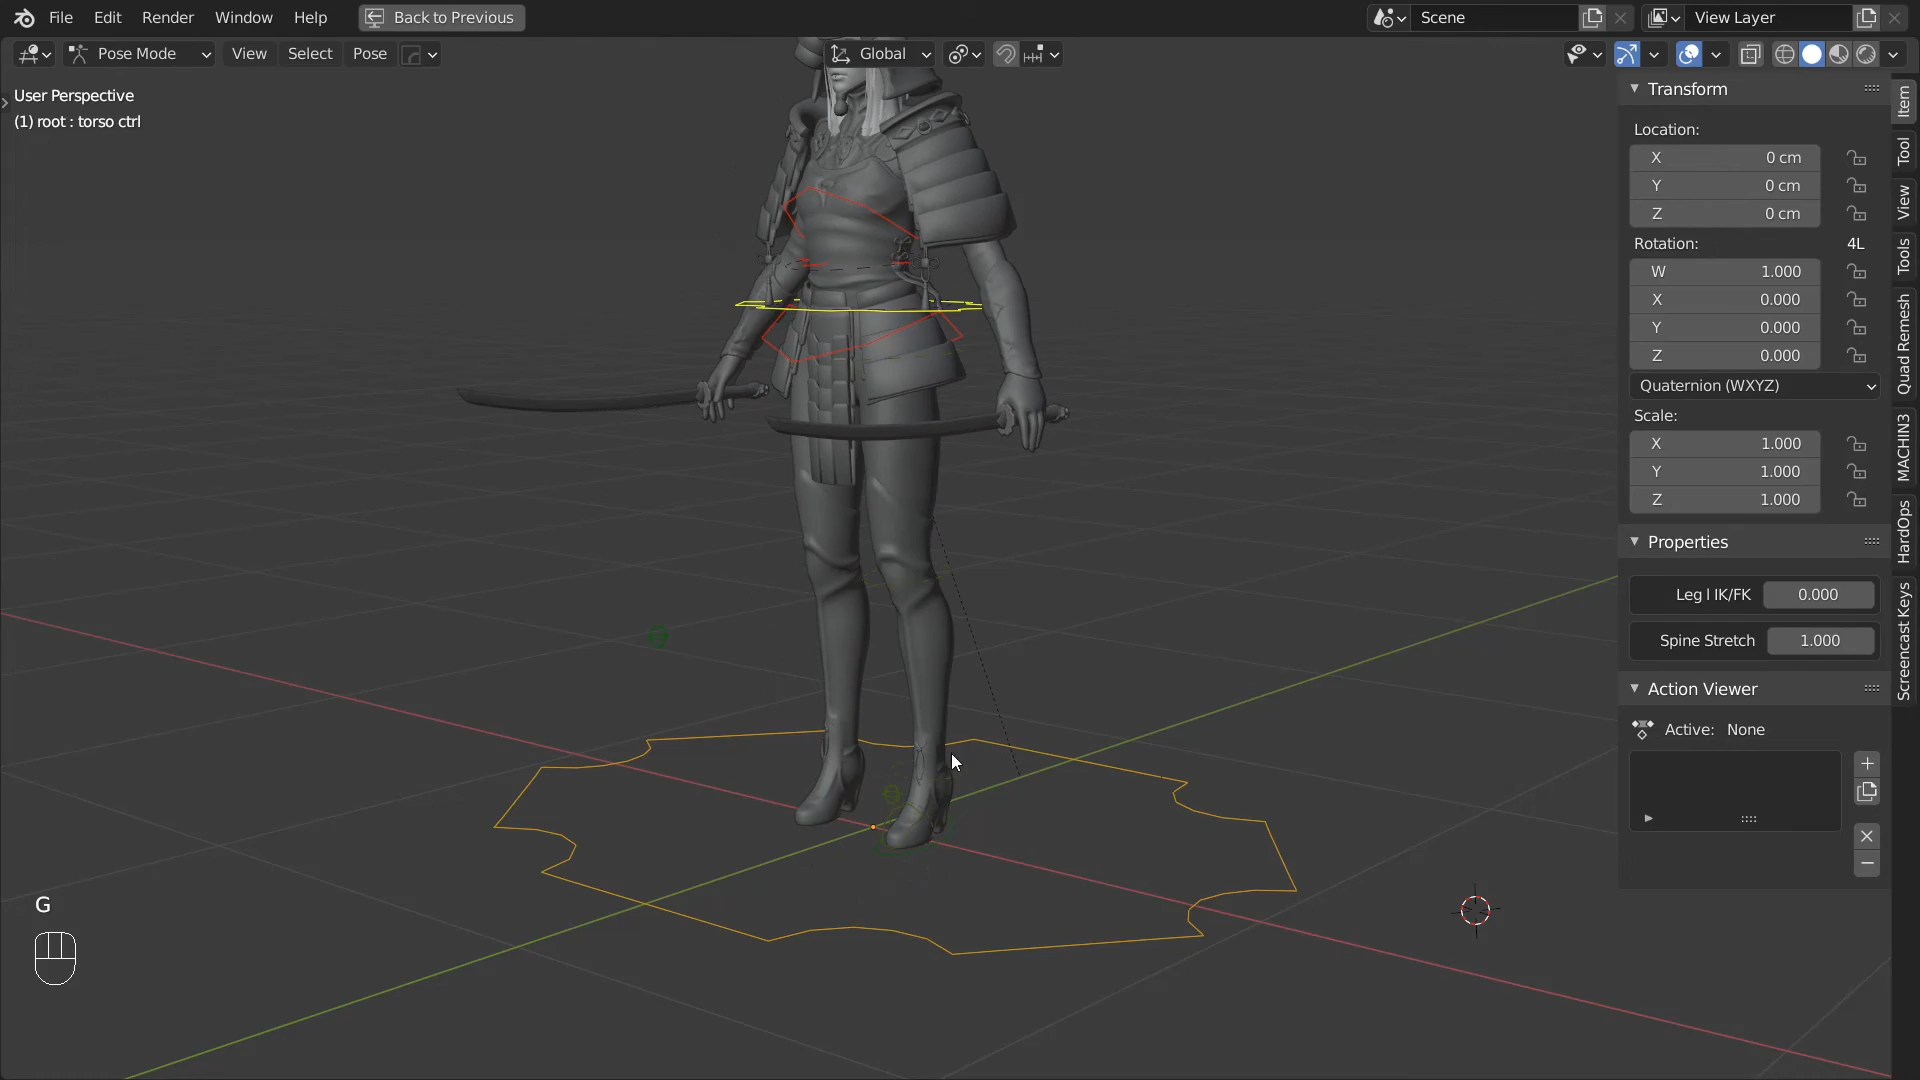 File Edit Render Window Help Back to Previous Scene View Layer
Pose Mode View Select Pose Global
User Perspective
(1) root : torso ctrl
Transform
Location:
X 0 cm
Y 0 cm
Z 0 cm
Rotation: 4L
W 1.000
X 0.000
Y 0.000
Z 0.000
Quaternion (WXYZ)
Scale:
X 1.000
Y 1.000
Z 1.000
Properties
Leg l IK/FK 0.000
Spine Stretch 1.000
Action Viewer
Active: None
Item
Tool
View
Tools
Quad Remesh
MACHIN3
HardOps
Screencast Keys
G